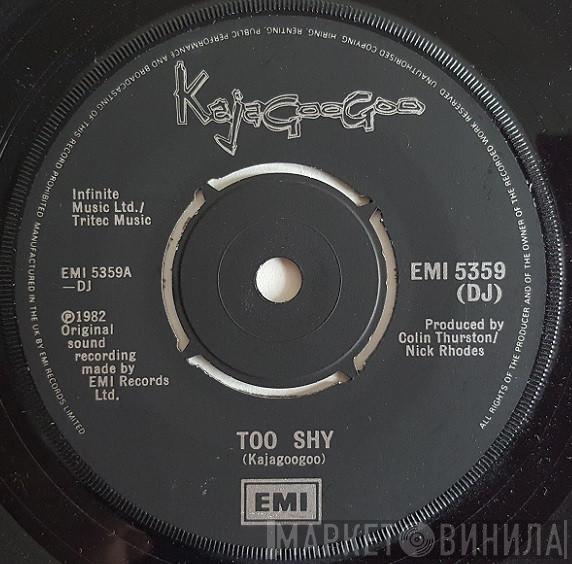 UNAUTHORISED COPYING, HIRING, RENTING, PUBLIC PERFORMANCE AND BROADCASTING OF THIS RECORD PROHIBITED MANUFACTURED IN THE UK BY EMI RECORDS LIMITED
ALL RIGHTS OF THE PRODUCER AND OF THE OWNER OF THE RECORDED WORK RESERVED
KajaGooGoo
Infinite
Music Ltd./
Tritec Music
EMI 5359A
—DJ
Ⓟ1982
Original
sound
recording
made by
EMI Records
Ltd.
EMI 5359
(DJ)
Produced by
Colin Thurston/
Nick Rhodes
TOO SHY
(Kajagoogoo)
EMI
МАРКЕТ ВИНИЛА